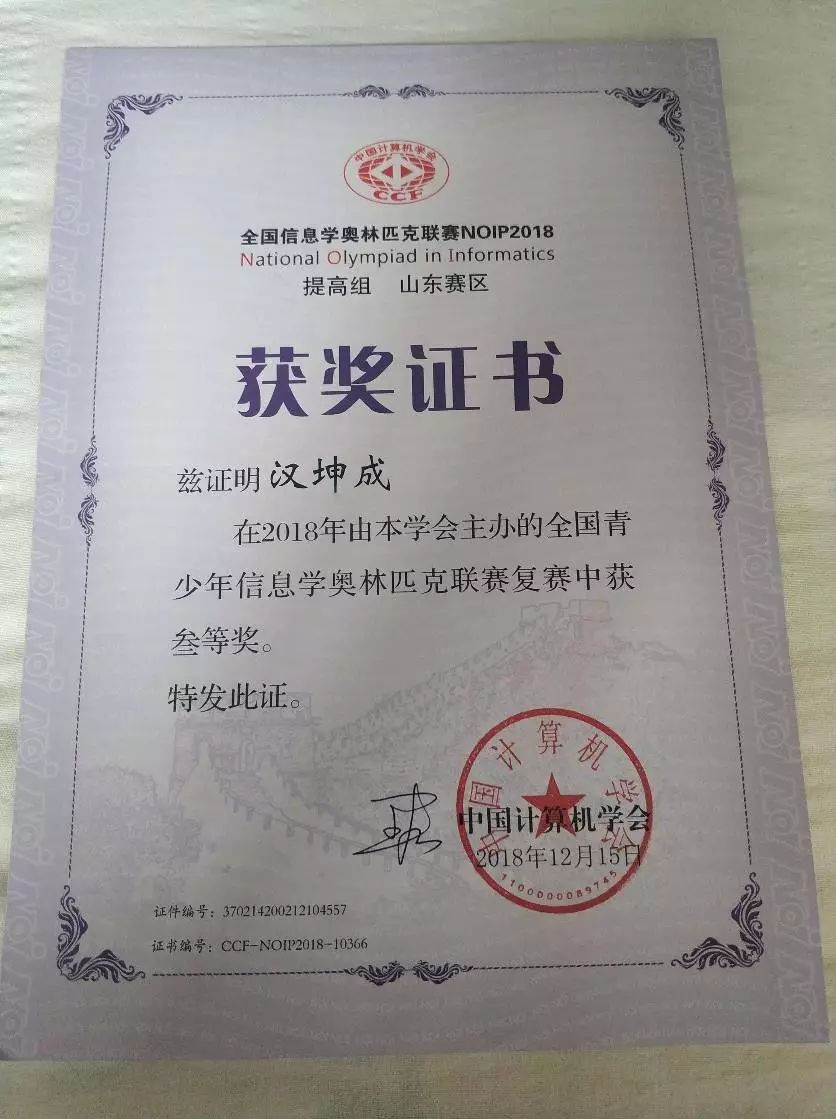 中国计算机学会
CCF
全国信息学奥林匹克联赛NOIP2018
National Olympiad in Informatics
提高组 山东赛区
获奖证书
兹证明汉坤成
在2018年由本学会主办的全国青
少年信息学奥林匹克联赛复赛中获
叁等奖。
特发此证。
中国计算机学会
中国计算机学会
2018年12月15日
1100000089745
证件编号：370214200212104557
证书编号：CCF-NOIP2018-10366